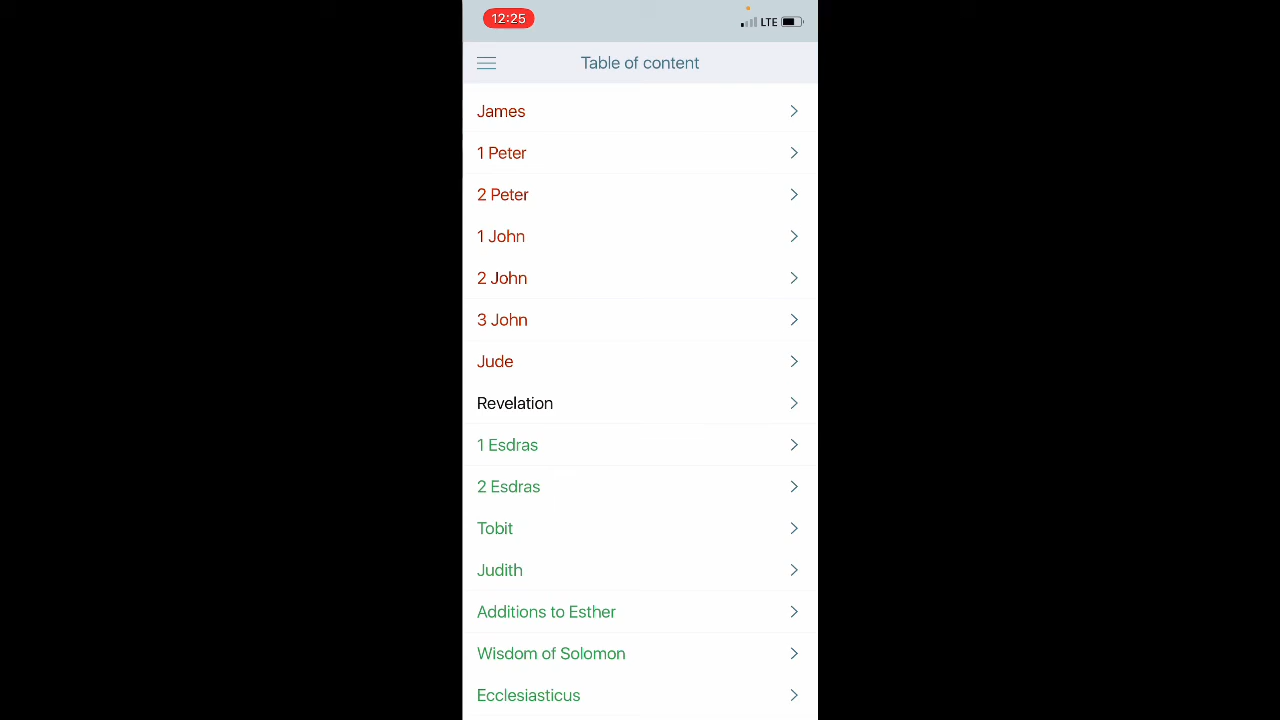 12:25
LTE
Table of content
James
1 Peter
2 Peter
1 John
2 John
3 John
Jude
Revelation
1 Esdras
2 Esdras
Tobit
Judith
Additions to Esther
Wisdom of Solomon
Ecclesiasticus